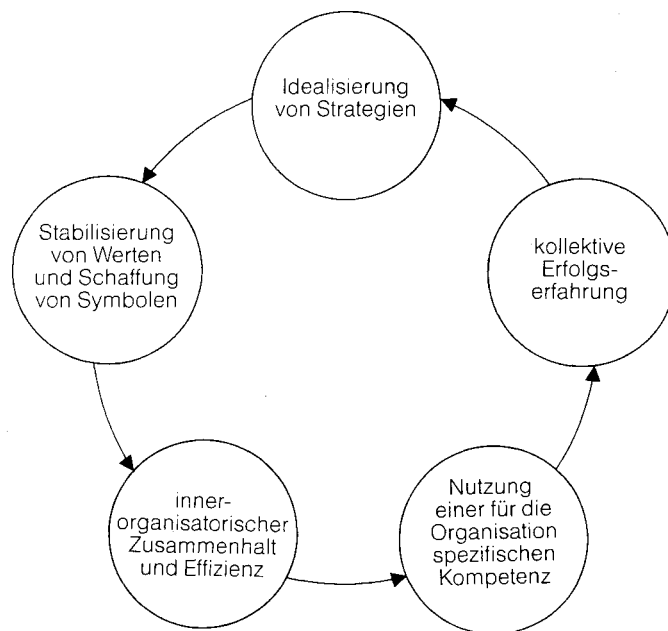 Idealisierung
von Strategien
Stabilisierung
von Werten
und Schaffung
von Symbolen
kollektive
Erfolgs-
erfahrung
inner-
organisatorischer
Zusammenhalt
und Effizienz
Nutzung
einer für die
Organisation
spezifischen
Kompetenz